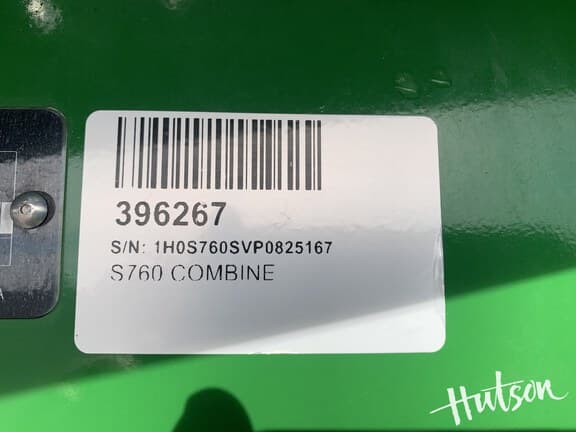 396267
S/N: 1H0S760SVP0825167
S760 COMBINE
A
Hutson